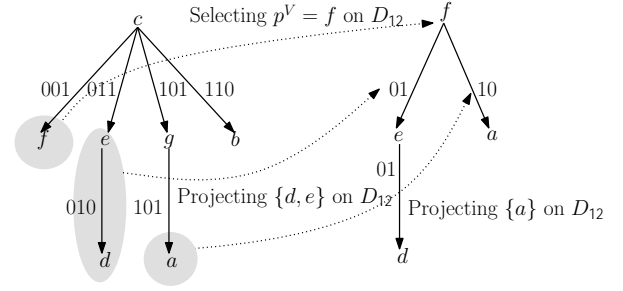 c Selecting p^V = f on D_12 f
001 011 101 110 01 10
f e g b e a
01
010 101 Projecting {d, e} on D_12 Projecting {a} on D_12
d a d